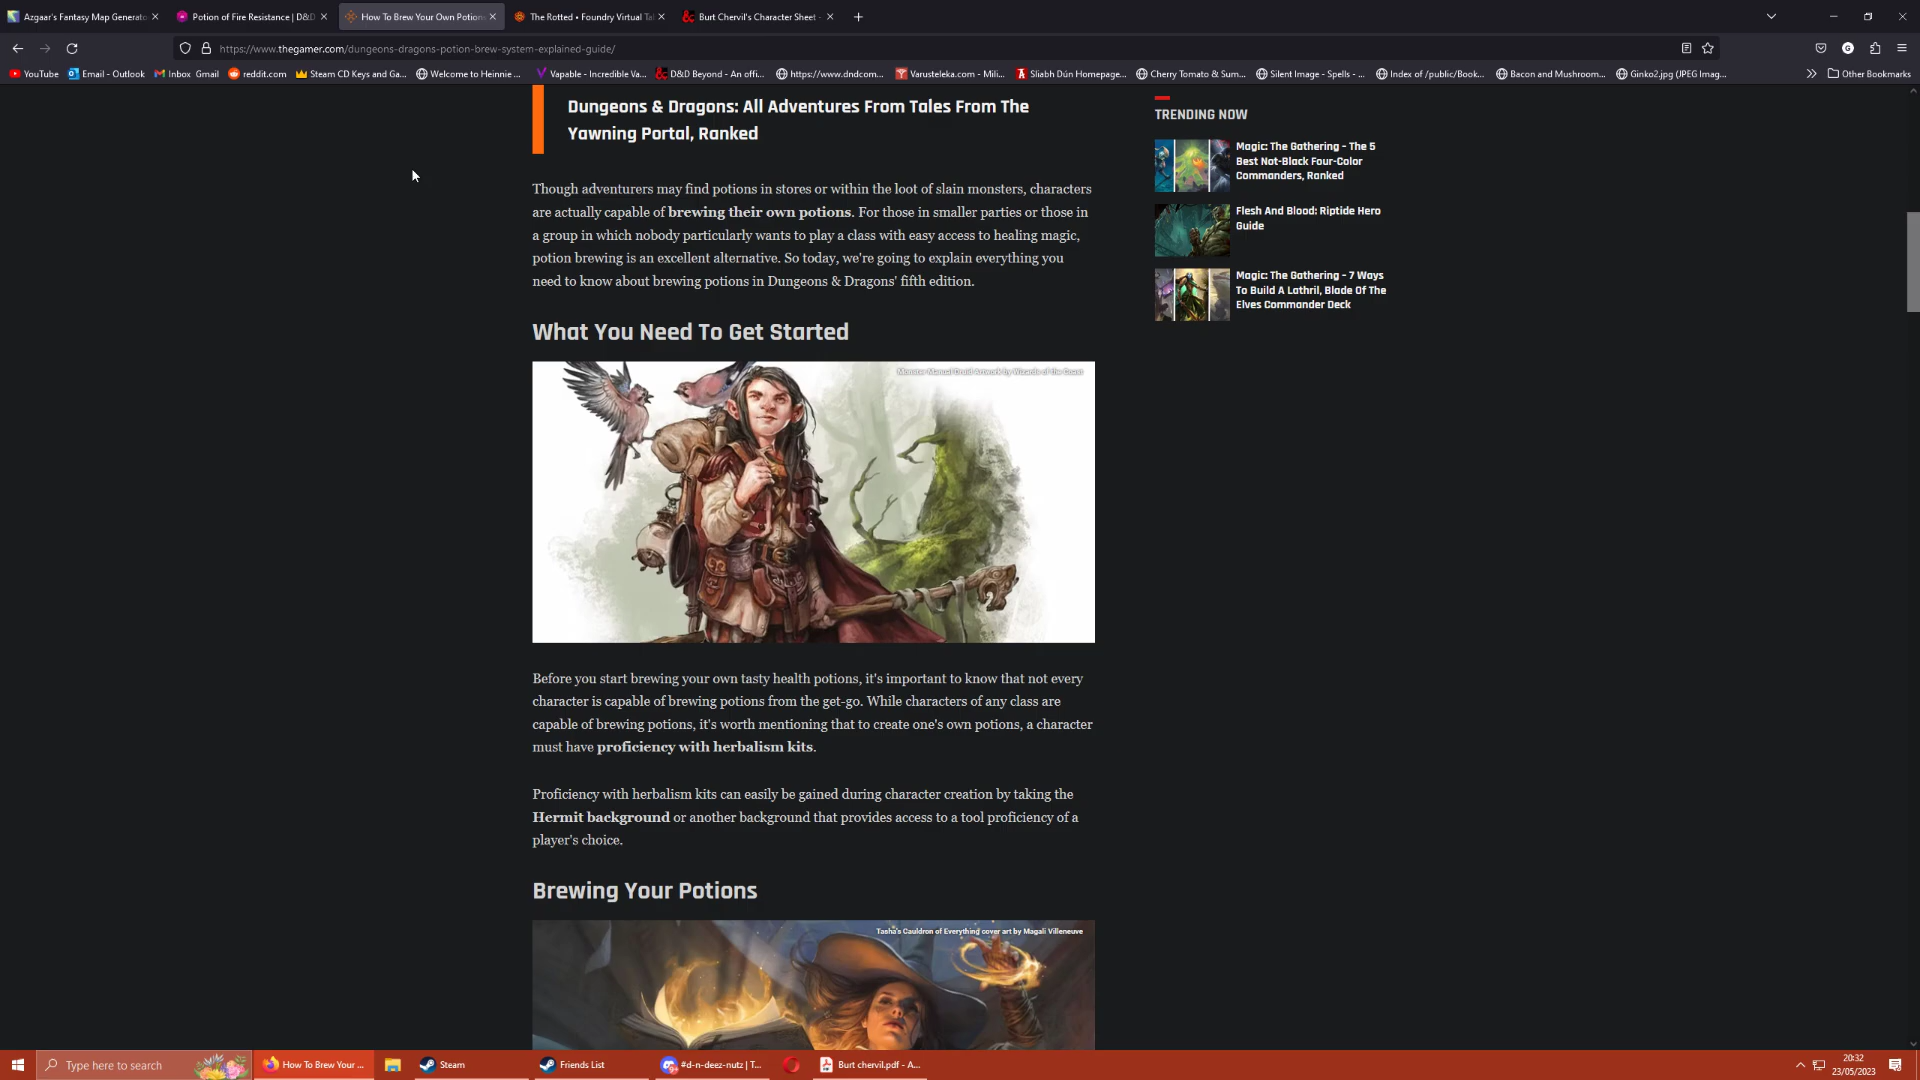 Azgaar's Fantasy Map Generato
Potion of Fire Resistance | D&D
How To Brew Your Own Potion
The Rotted • Foundry Virtual Ta
Burt Chervil's Character Sheet -
https://www.thegamer.com/dungeons-dragons-potion-brew-system-explained-guide/
YouTube
Email - Outlook
Inbox Gmail
reddit.com
Steam CD Keys and Ga...
Welcome to Heinnie ...
Vapable - Incredible Va...
D&D Beyond - An offi...
https://www.dndcom...
Varusteleka.com - Mili...
Sliabh Dún Homepage...
Cherry Tomato & Sum...
Silent Image - Spells - ...
Index of /public/Book...
Bacon and Mushroom...
Ginko2.jpg (JPEG Imag...
Other Bookmarks
Dungeons & Dragons: All Adventures From Tales From The
Yawning Portal, Ranked
Though adventurers may find potions in stores or within the loot of slain monsters, characters
are actually capable of brewing their own potions. For those in smaller parties or those in
a group in which nobody particularly wants to play a class with easy access to healing magic,
potion brewing is an excellent alternative. So today, we're going to explain everything you
need to know about brewing potions in Dungeons & Dragons' fifth edition.
What You Need To Get Started
Monster Manual Druid Artwork by Wizards of the Coast
Before you start brewing your own tasty health potions, it's important to know that not every
character is capable of brewing potions from the get-go. While characters of any class are
capable of brewing potions, it's worth mentioning that to create one's own potions, a character
must have proficiency with herbalism kits.
Proficiency with herbalism kits can easily be gained during character creation by taking the
Hermit background or another background that provides access to a tool proficiency of a
player's choice.
Brewing Your Potions
Tasha's Cauldron of Everything cover art by Magali Villeneuve
TRENDING NOW
Magic: The Gathering – The 5
Best Not-Black Four-Color
Commanders, Ranked
Flesh And Blood: Riptide Hero
Guide
Magic: The Gathering – 7 Ways
To Build A Lathril, Blade Of The
Elves Commander Deck
Type here to search
How To Brew Your ...
Steam
Friends List
#d-n-deez-nutz | T...
Burt chervil.pdf - A...
20:32
23/05/2023